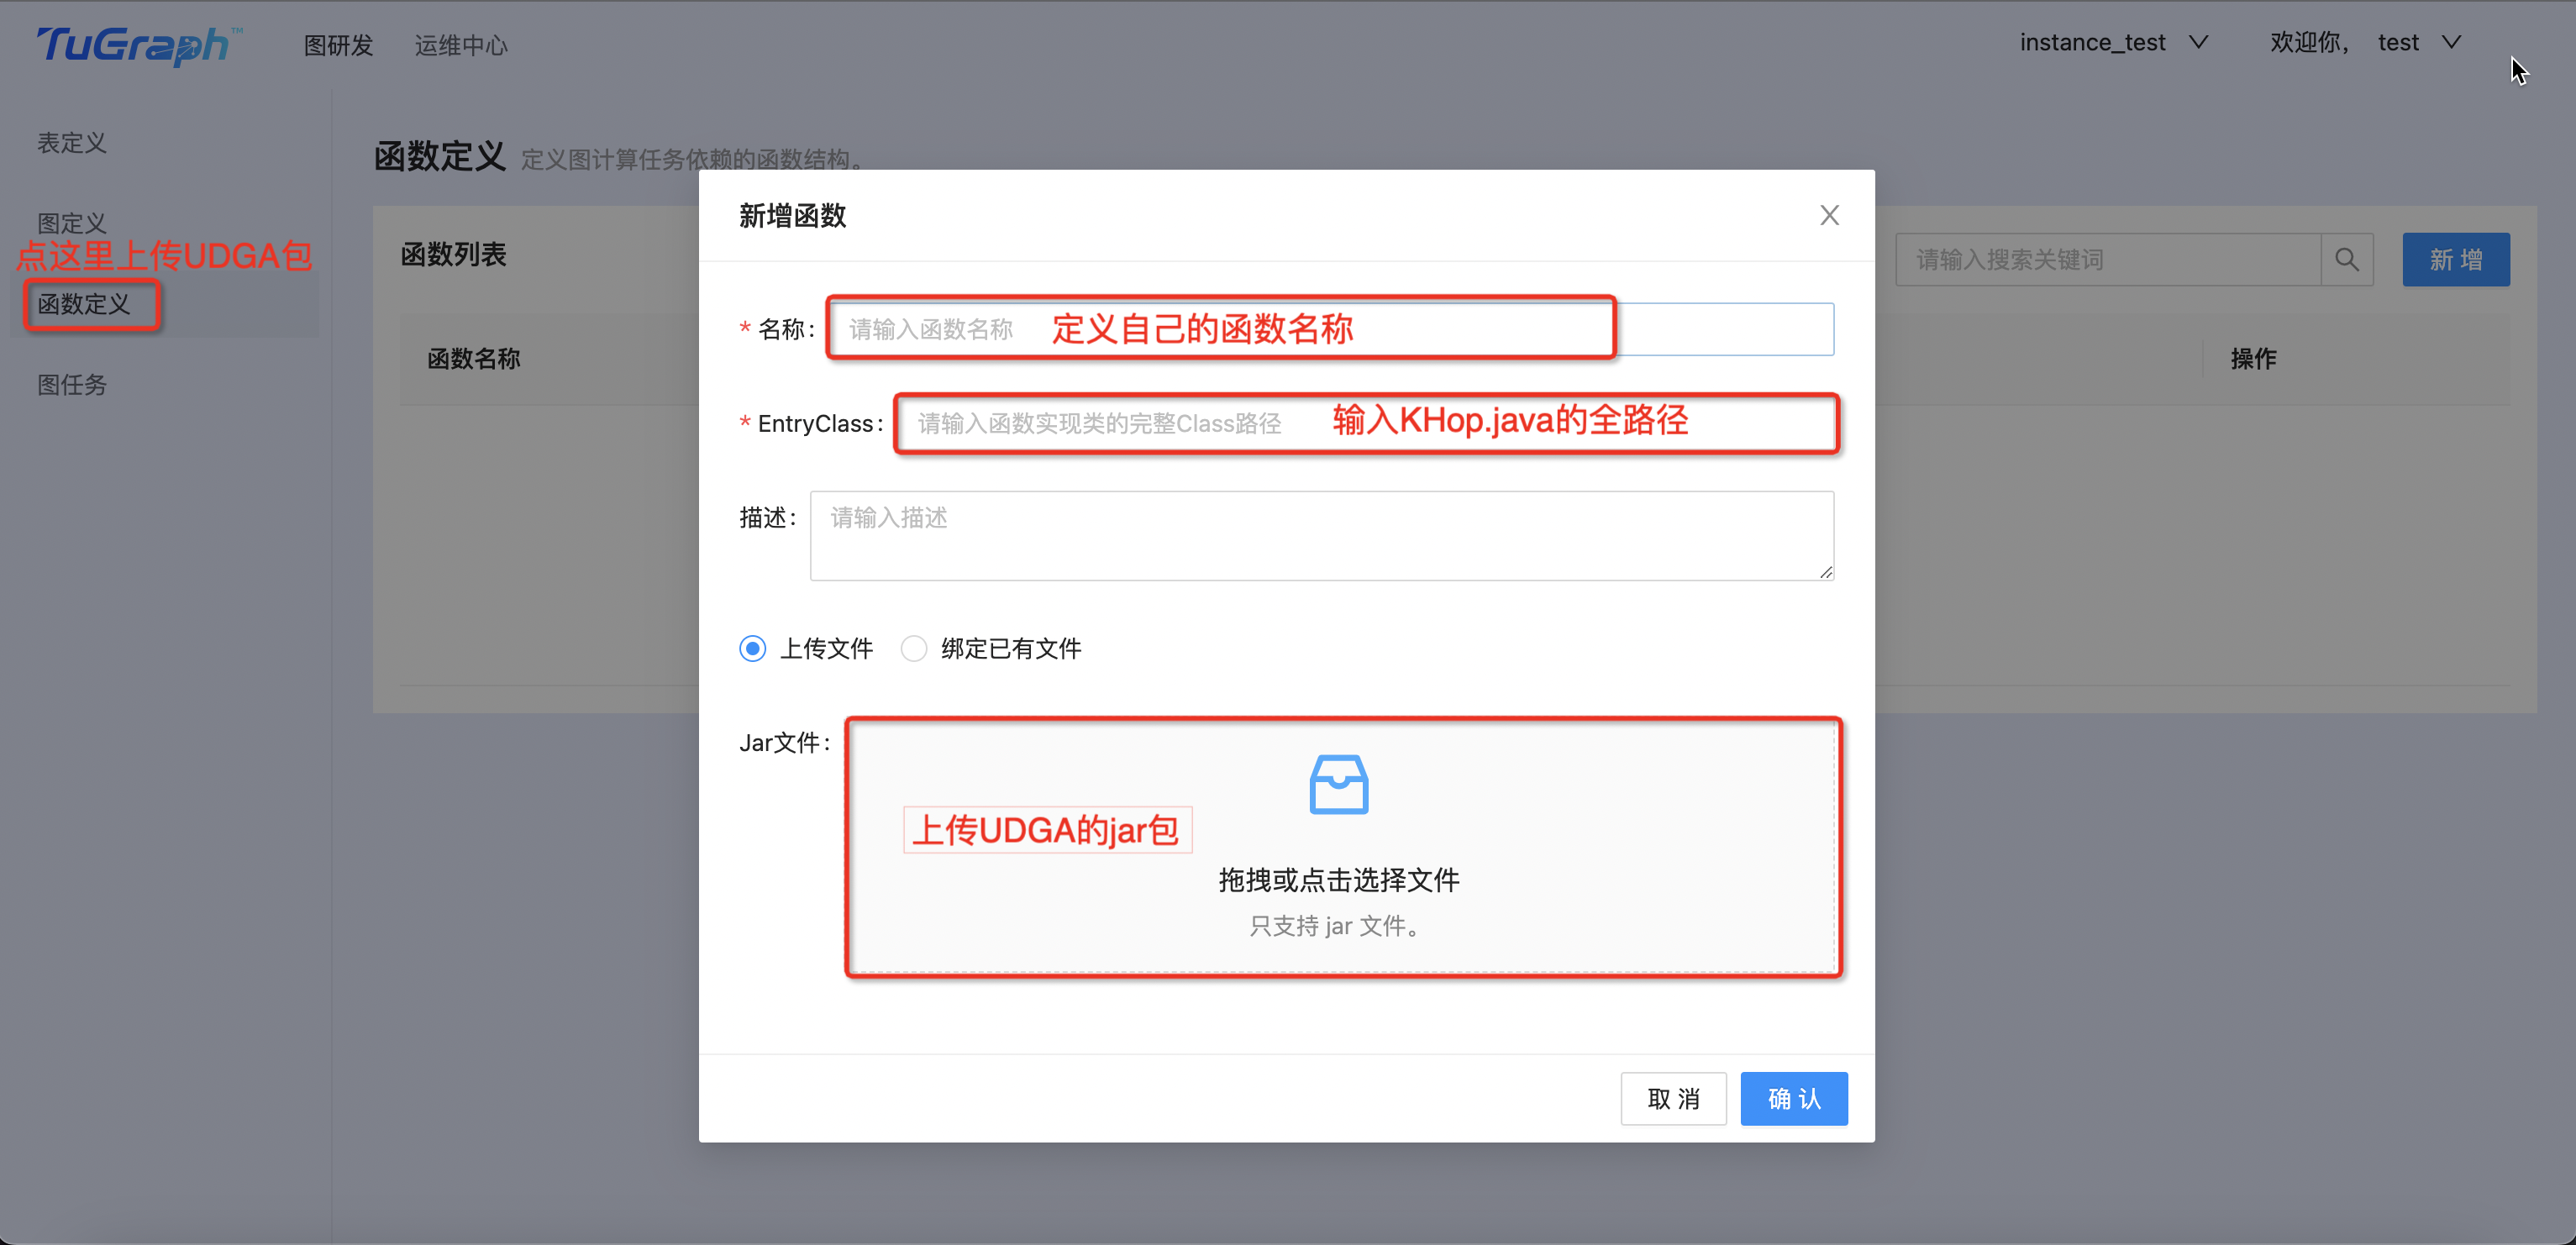 TuGraph™
图研发
运维中心
instance_test
欢迎你， test
表定义
图定义
点这里上传UDGA包
函数定义
图任务
函数定义 定义图计算任务依赖的函数结构。
函数列表
请输入搜索关键词
新 增
函数名称
操作
新增函数
* 名称： 请输入函数名称 定义自己的函数名称
* EntryClass： 请输入函数实现类的完整Class路径 输入KHop.java的全路径
描述： 请输入描述
上传文件 绑定已有文件
Jar文件：
上传UDGA的jar包
拖拽或点击选择文件
只支持 jar 文件。
取 消
确 认